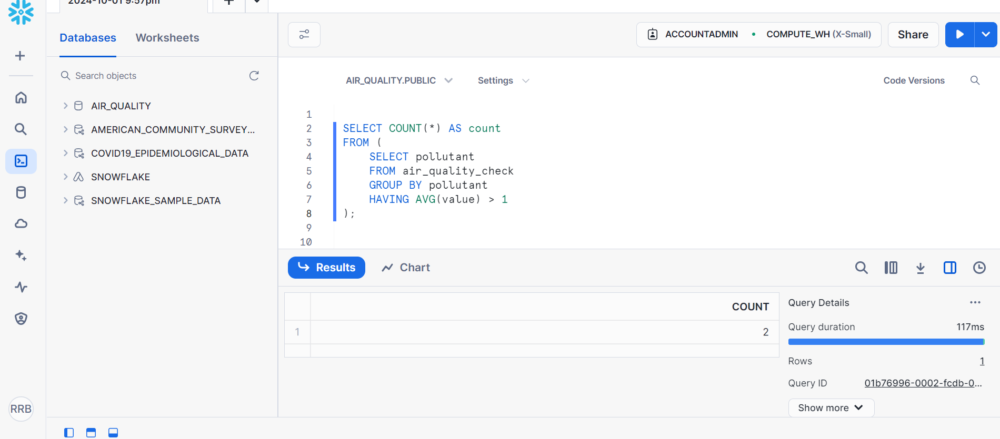 2024-10-01 9:57pm
Databases
Worksheets
Search objects
AIR_QUALITY
AMERICAN_COMMUNITY_SURVEY...
COVID19_EPIDEMIOLOGICAL_DATA
SNOWFLAKE
SNOWFLAKE_SAMPLE_DATA
RRB
ACCOUNTADMIN • COMPUTE_WH (X-Small)
Share
AIR_QUALITY.PUBLIC
Settings
Code Versions
1
2 SELECT COUNT(*) AS count
3 FROM (
4 SELECT pollutant
5 FROM air_quality_check
6 GROUP BY pollutant
7 HAVING AVG(value) > 1
8 );
9
10
Results
Chart
COUNT
1 2
Query Details
...
Query duration 117ms
Rows 1
Query ID 01b76996-0002-fcdb-0...
Show more